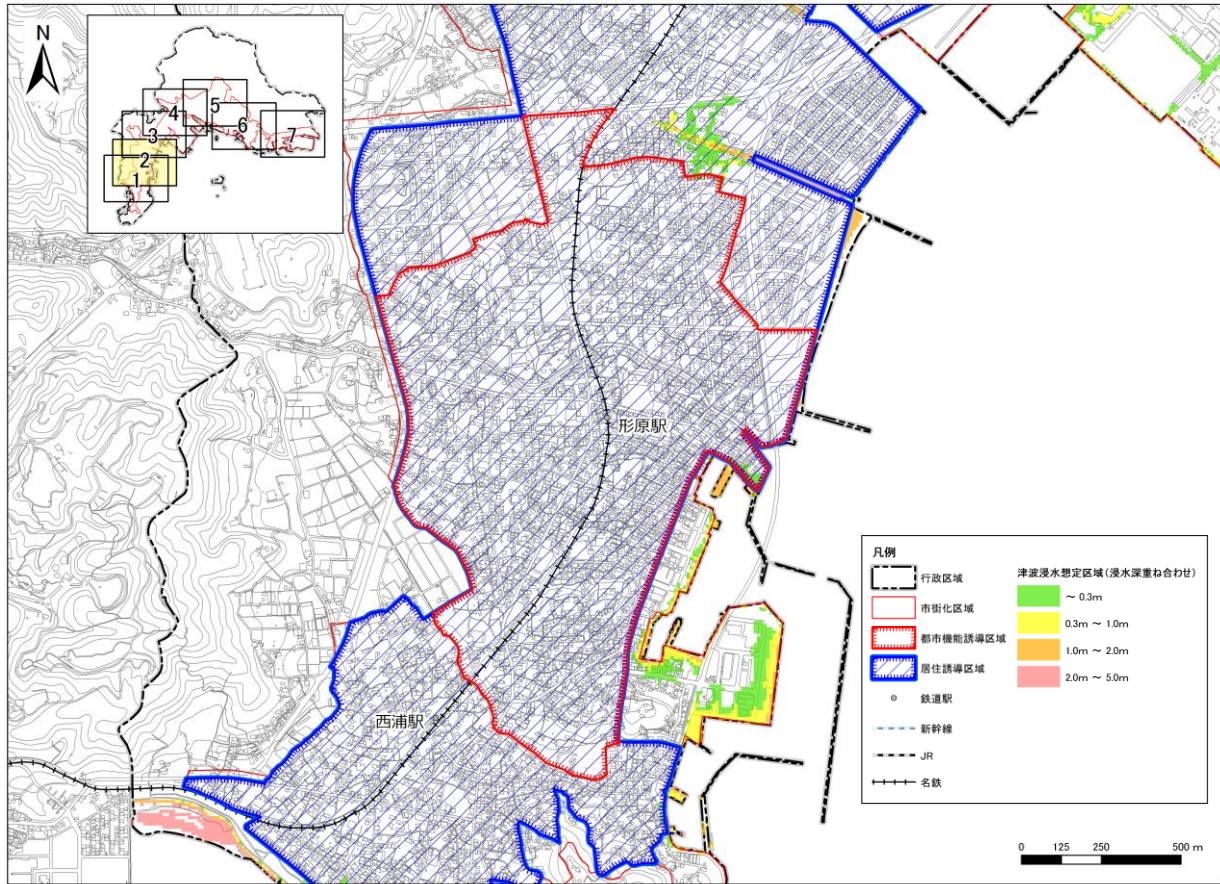 N
5
4
6
7
3
2
1
形原駅
西浦駅
凡例
行政区域
市街化区域
都市機能誘導区域
居住誘導区域
鉄道駅
新幹線
JR
名鉄
津波浸水想定区域(浸水深重ね合わせ)
~ 0.3m
0.3m ~ 1.0m
1.0m ~ 2.0m
2.0m ~ 5.0m
0 125 250 500 m